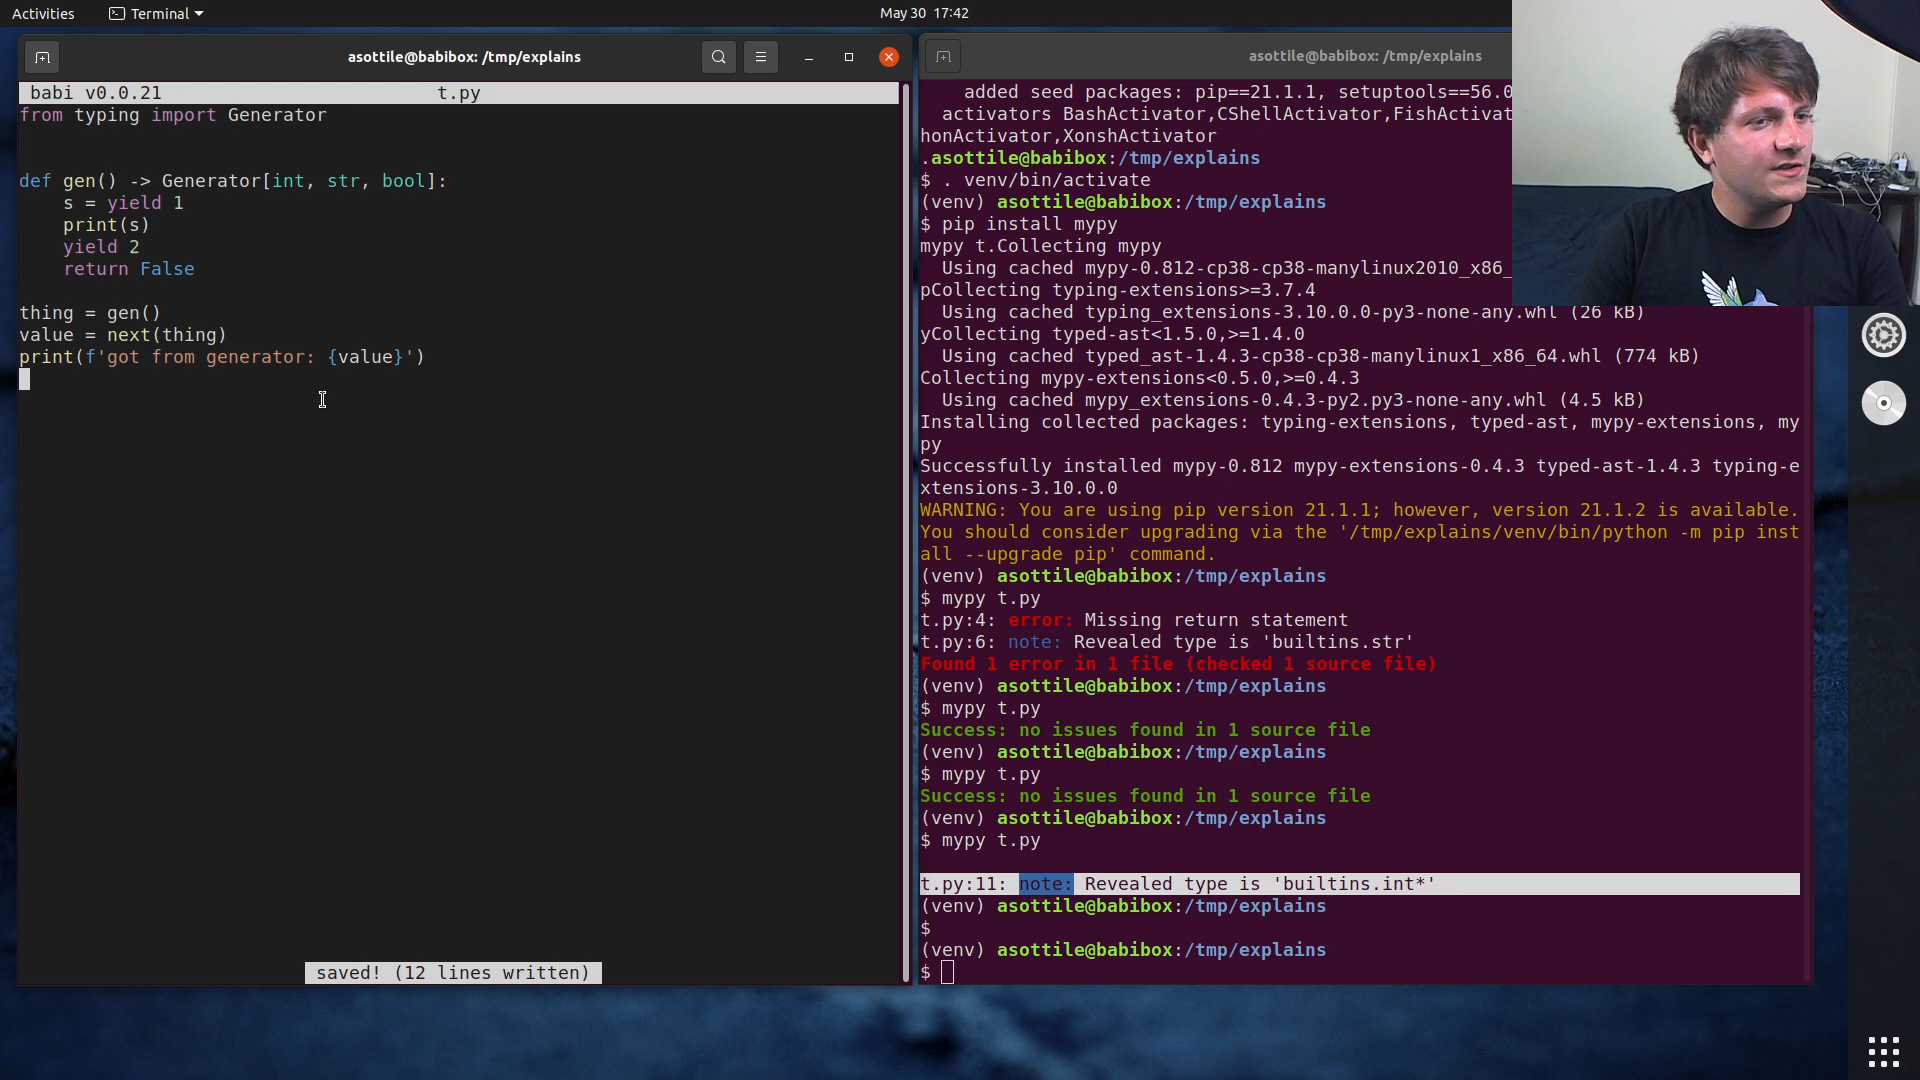 Activities
Terminal
May 30  17:42
asottile@babibox: /tmp/explains
babi v0.0.21
t.py
from typing import Generator
def gen() -> Generator[int, str, bool]:
    s = yield 1
    print(s)
    yield 2
    return False
thing = gen()
value = next(thing)
print(f'got from generator: {value}')
saved! (12 lines written)
asottile@babibox: /tmp/explains
    added seed packages: pip==21.1.1, setuptools==56.0
  activators BashActivator,CShellActivator,FishActivat
honActivator,XonshActivator
.asottile@babibox:/tmp/explains
$ . venv/bin/activate
(venv) asottile@babibox:/tmp/explains
$ pip install mypy
mypy t.Collecting mypy
  Using cached mypy-0.812-cp38-cp38-manylinux2010_x86_
pCollecting typing-extensions>=3.7.4
  Using cached typing_extensions-3.10.0.0-py3-none-any.whl (26 kB)
yCollecting typed-ast<1.5.0,>=1.4.0
  Using cached typed_ast-1.4.3-cp38-cp38-manylinux1_x86_64.whl (774 kB)
Collecting mypy-extensions<0.5.0,>=0.4.3
  Using cached mypy_extensions-0.4.3-py2.py3-none-any.whl (4.5 kB)
Installing collected packages: typing-extensions, typed-ast, mypy-extensions, my
py
Successfully installed mypy-0.812 mypy-extensions-0.4.3 typed-ast-1.4.3 typing-e
xtensions-3.10.0.0
WARNING: You are using pip version 21.1.1; however, version 21.1.2 is available.
You should consider upgrading via the '/tmp/explains/venv/bin/python -m pip inst
all --upgrade pip' command.
(venv) asottile@babibox:/tmp/explains
$ mypy t.py
t.py:4: error: Missing return statement
t.py:6: note: Revealed type is 'builtins.str'
Found 1 error in 1 file (checked 1 source file)
(venv) asottile@babibox:/tmp/explains
$ mypy t.py
Success: no issues found in 1 source file
(venv) asottile@babibox:/tmp/explains
$ mypy t.py
Success: no issues found in 1 source file
(venv) asottile@babibox:/tmp/explains
$ mypy t.py
t.py:11: note: Revealed type is 'builtins.int*'
(venv) asottile@babibox:/tmp/explains
$
(venv) asottile@babibox:/tmp/explains
$